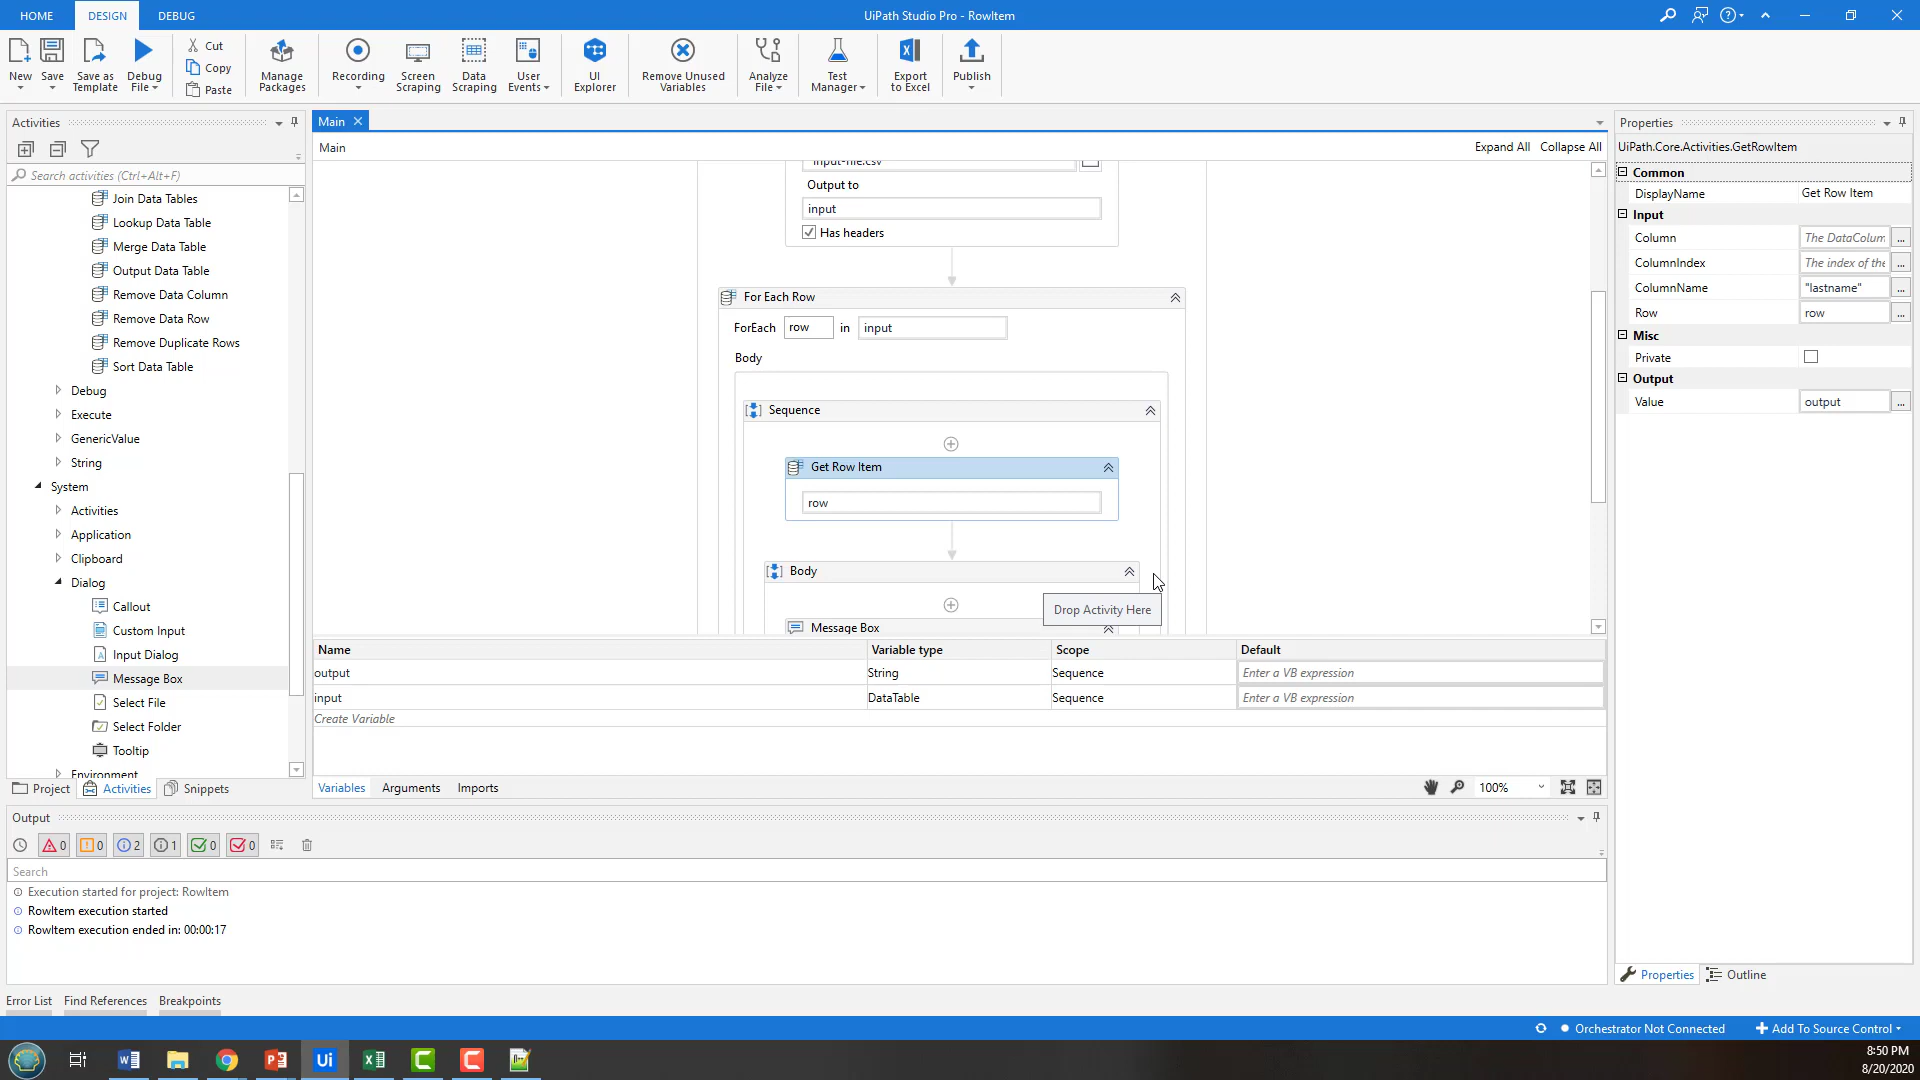 HOME
DESIGN
DEBUG
UiPath Studio Pro - RowItem
New
Save
Save as Template
Debug File
Cut
Copy
Paste
Manage Packages
Recording
Screen Scraping
Data Scraping
User Events
UI Explorer
Remove Unused Variables
Analyze File
Test Manager
Export to Excel
Publish
Activities
Search activities (Ctrl+Alt+F)
Join Data Tables
Lookup Data Table
Merge Data Table
Output Data Table
Remove Data Column
Remove Data Row
Remove Duplicate Rows
Sort Data Table
Debug
Execute
GenericValue
String
System
Activities
Application
Clipboard
Dialog
Callout
Custom Input
Input Dialog
Message Box
Select File
Select Folder
Tooltip
Environment
Project
Activities
Snippets
Main
Main
Expand All
Collapse All
input-file.csv
Output to
input
Has headers
For Each Row
ForEach row in input
Body
Sequence
Get Row Item
row
Body
Drop Activity Here
Message Box
Name Variable type Scope Default
output String Sequence Enter a VB expression
input DataTable Sequence Enter a VB expression
Create Variable
Variables
Arguments
Imports
100%
Properties
UiPath.Core.Activities.GetRowItem
Common
DisplayName Get Row Item
Input
Column The DataColum ...
ColumnIndex The index of the ...
ColumnName "lastname" ...
Row row ...
Misc
Private
Output
Value output ...
Properties
Outline
Output
0
0
2
1
0
0
Search
Execution started for project: RowItem
RowItem execution started
RowItem execution ended in: 00:00:17
Error List
Find References
Breakpoints
Orchestrator Not Connected
Add To Source Control
Ui
8:50 PM
8/20/2020